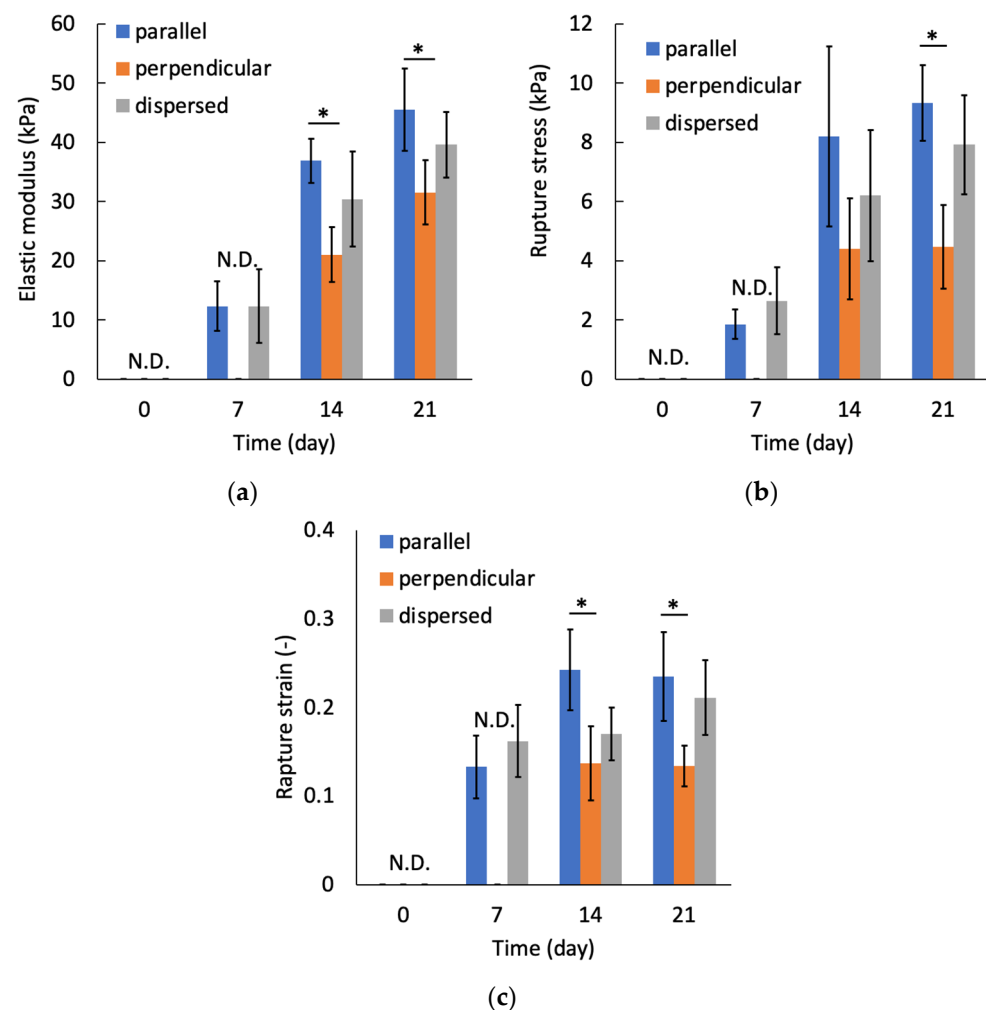 60
50
40
30
20
10
0
Elastic modulus (kPa)
parallel
perpendicular
dispersed
N.D.
N.D.
*
*
0 7 14 21
Time (day)
(a)
12
10
8
6
4
2
0
Rupture stress (kPa)
parallel
perpendicular
dispersed
N.D.
N.D.
*
0 7 14 21
Time (day)
(b)
0.4
0.3
0.2
0.1
0
Rapture strain (-)
parallel
perpendicular
dispersed
N.D.
N.D.
*
*
0 7 14 21
Time (day)
(c)